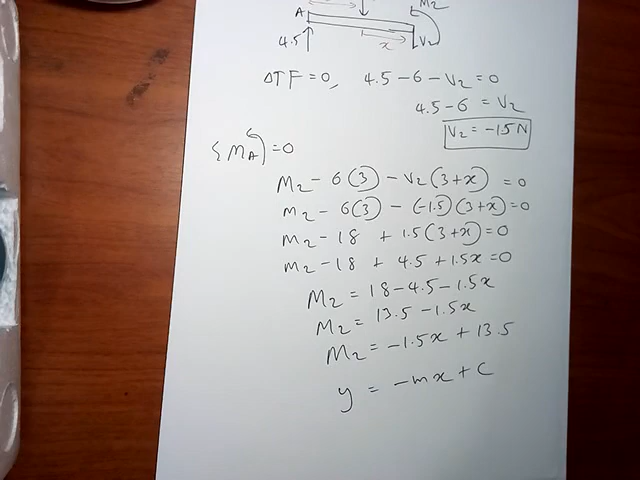 M2
A
4.5
x
V2
↑F=0, 4.5-6-V2=0
4.5-6 = V2
V2 = -1.5N
ΣMA)=0
M2 - 6(3) - V2(3+x) = 0
M2 - 6(3) - (-1.5)(3+x)=0
M2 - 18 + 1.5(3+x)=0
M2 - 18 + 4.5 + 1.5x=0
M2 = 18-4.5-1.5x
M2 = 13.5-1.5x
M2 = -1.5x + 13.5
y = -mx + C